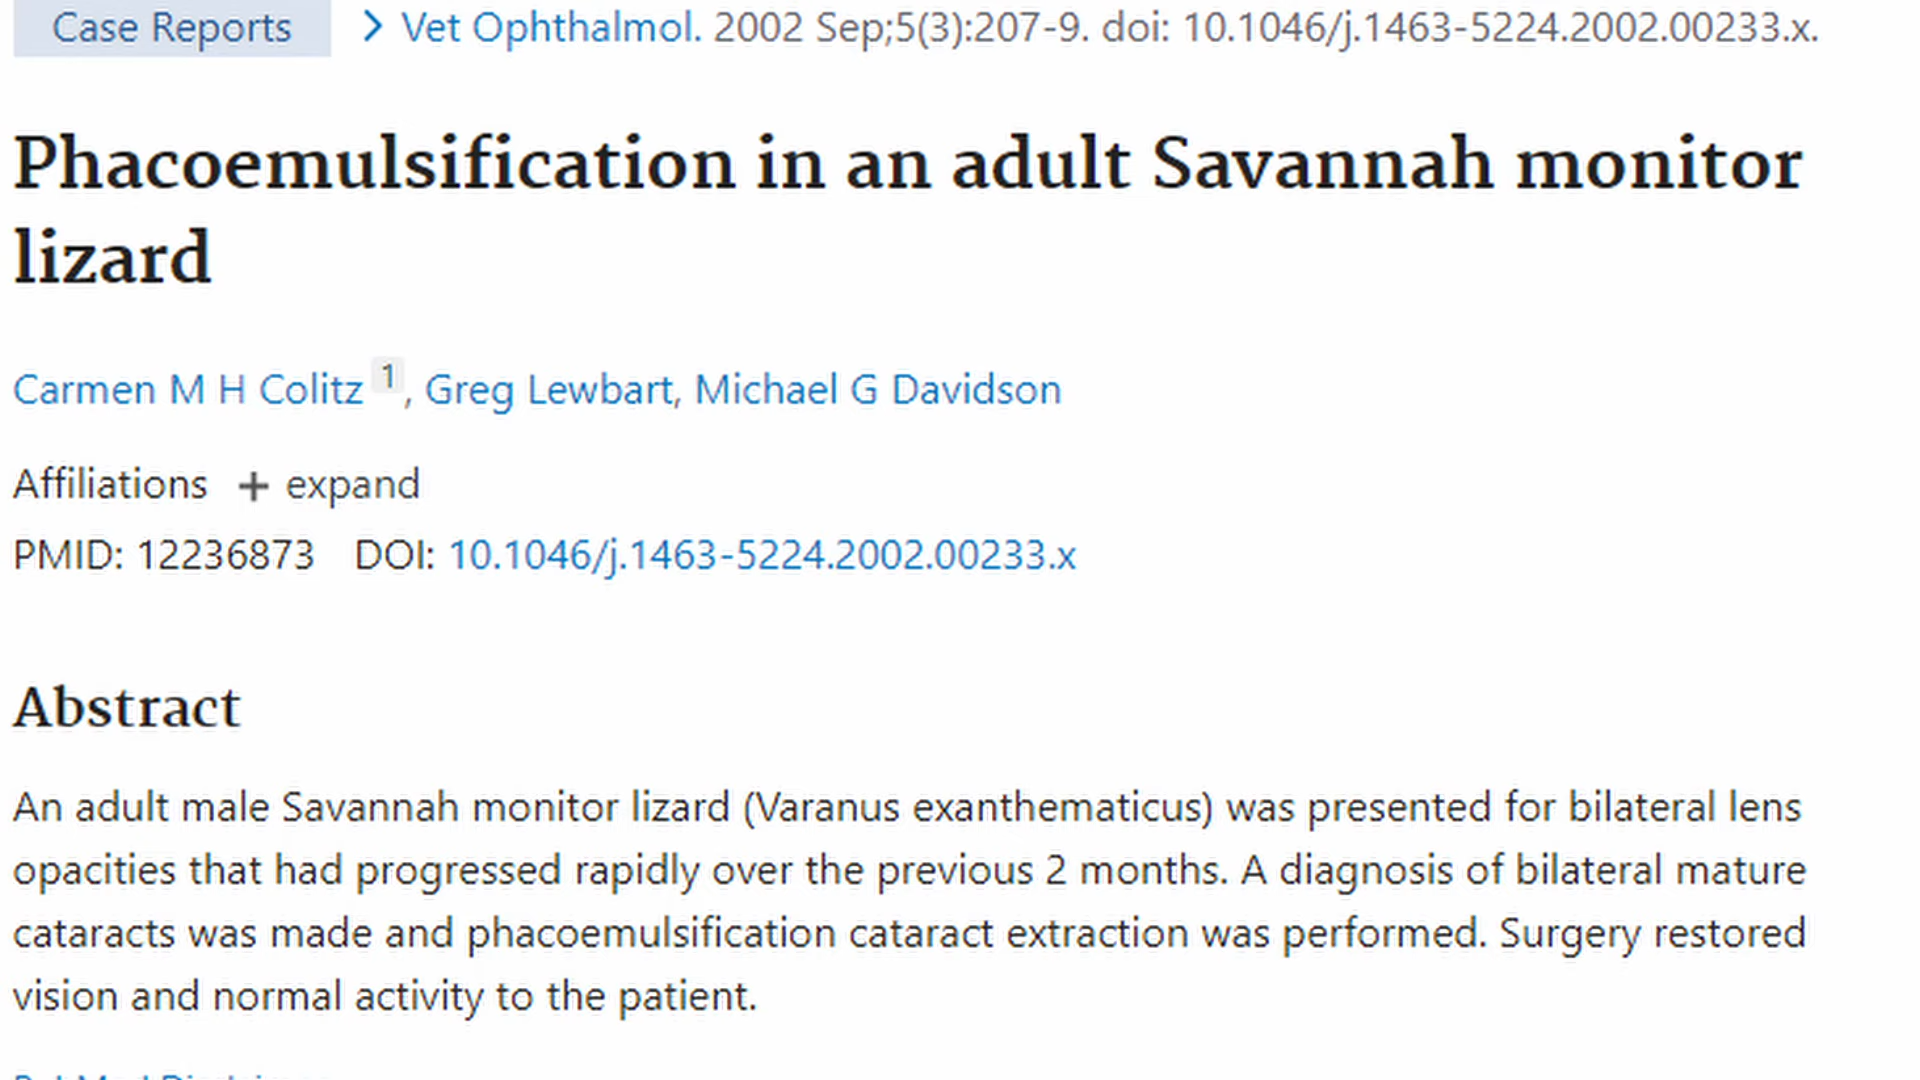 Case Reports > Vet Ophthalmol. 2002 Sep;5(3):207-9. doi: 10.1046/j.1463-5224.2002.00233.x.
Phacoemulsification in an adult Savannah monitor
lizard
Carmen M H Colitz 1, Greg Lewbart, Michael G Davidson
Affiliations + expand
PMID: 12236873 DOI: 10.1046/j.1463-5224.2002.00233.x
Abstract
An adult male Savannah monitor lizard (Varanus exanthematicus) was presented for bilateral lens
opacities that had progressed rapidly over the previous 2 months. A diagnosis of bilateral mature
cataracts was made and phacoemulsification cataract extraction was performed. Surgery restored
vision and normal activity to the patient.